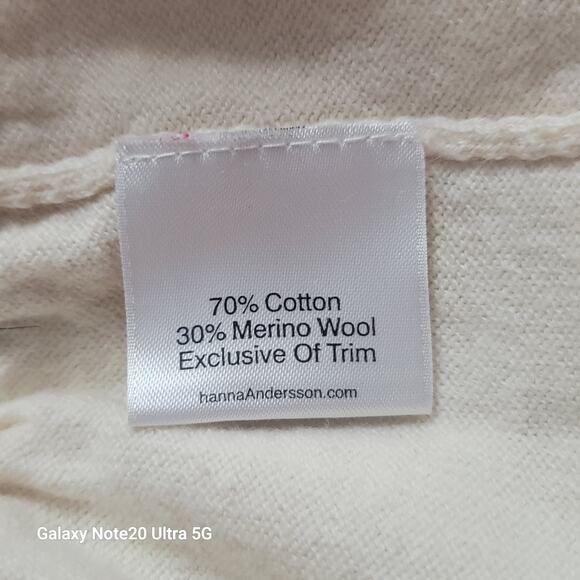 70% Cotton
30% Merino Wool
Exclusive Of Trim
hannaAndersson.com
Galaxy Note20 Ultra 5G